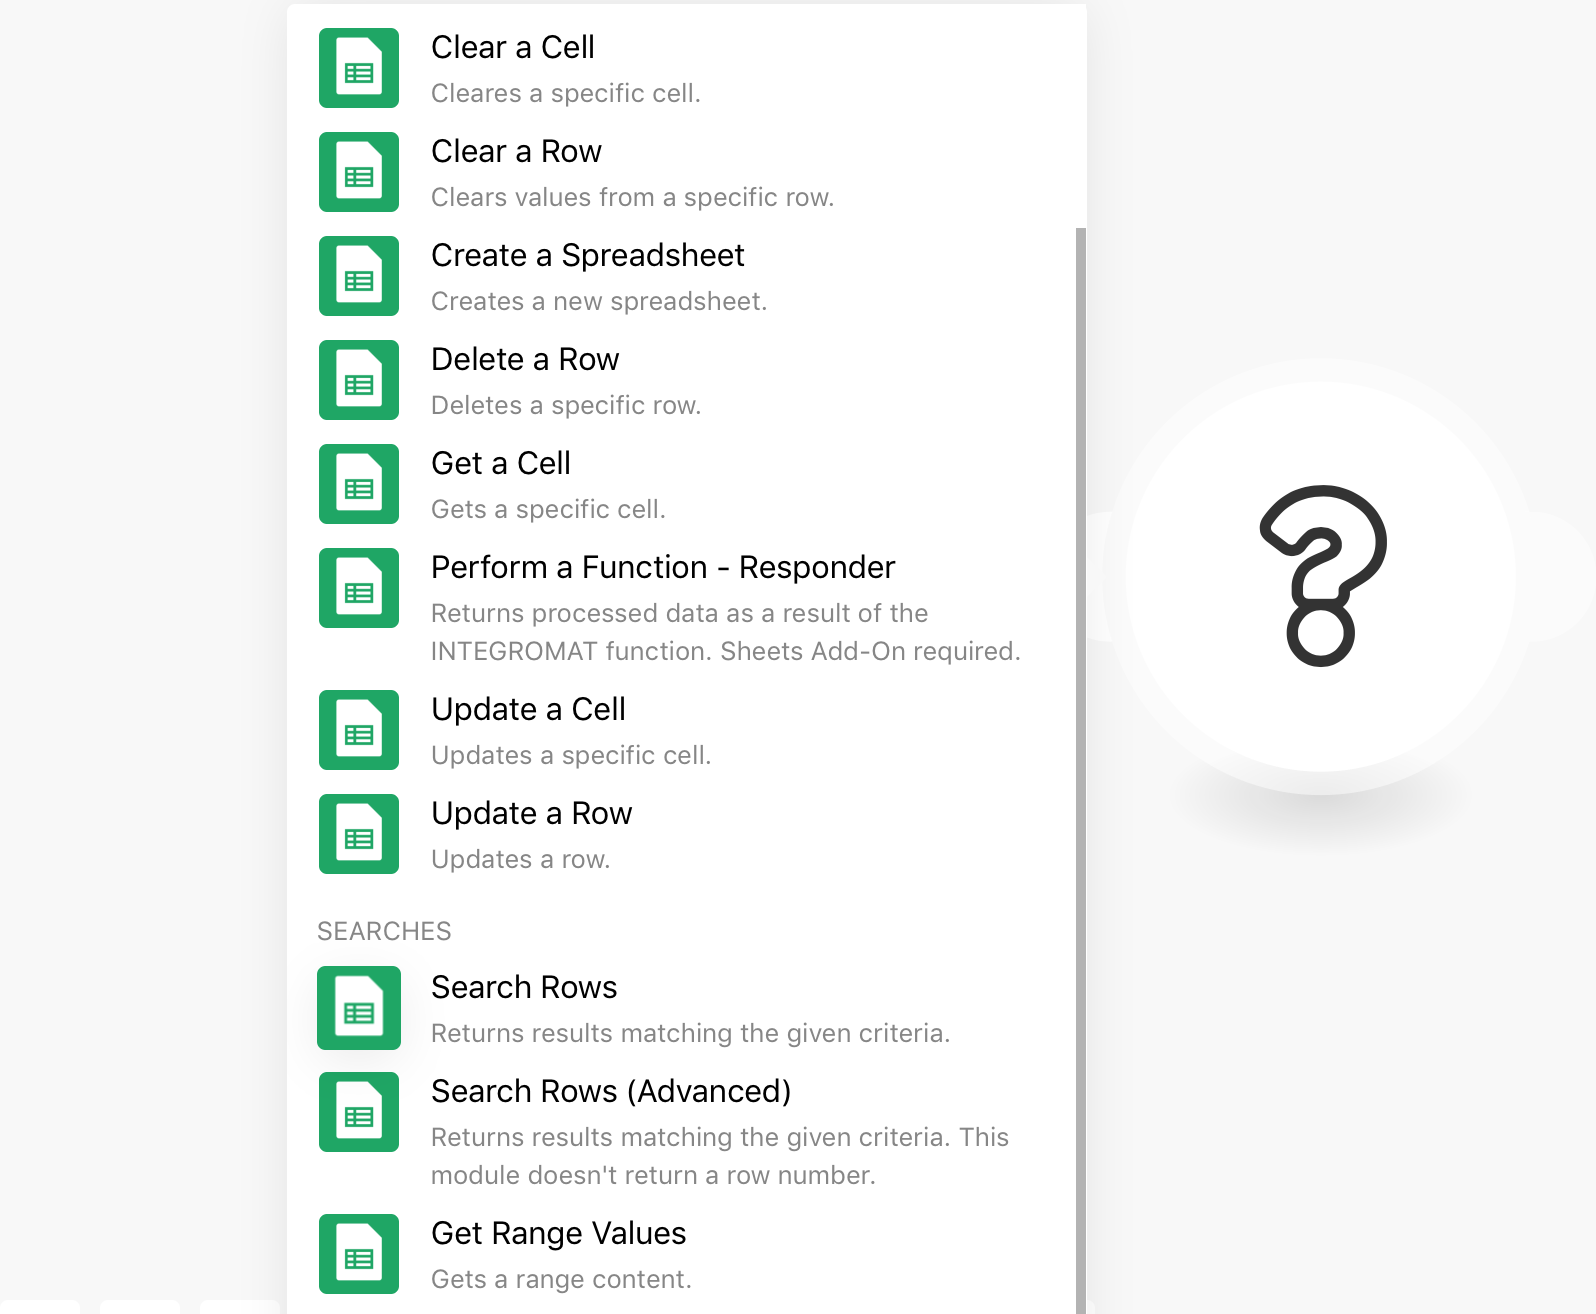 Clear a Cell
Cleares a specific cell.
Clear a Row
Clears values from a specific row.
Create a Spreadsheet
Creates a new spreadsheet.
Delete a Row
Deletes a specific row.
Get a Cell
Gets a specific cell.
Perform a Function - Responder
Returns processed data as a result of the
INTEGROMAT function. Sheets Add-On required.
Update a Cell
Updates a specific cell.
Update a Row
Updates a row.
SEARCHES
Search Rows
Returns results matching the given criteria.
Search Rows (Advanced)
Returns results matching the given criteria. This
module doesn't return a row number.
Get Range Values
Gets a range content.